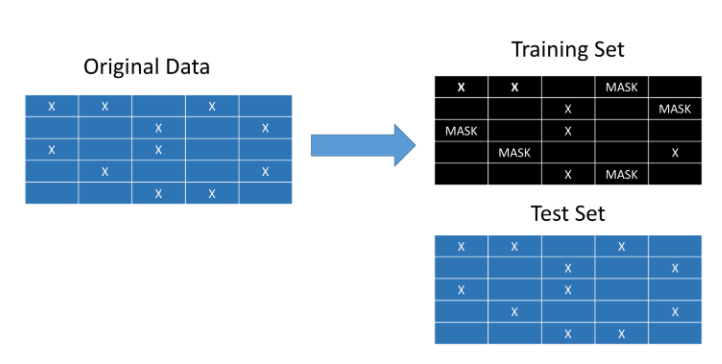 Original Data
X X X
X X
X X
X X
X X
Training Set
X X MASK
X MASK
MASK X
MASK X
X MASK
Test Set
X X X
X X
X X
X X
X X